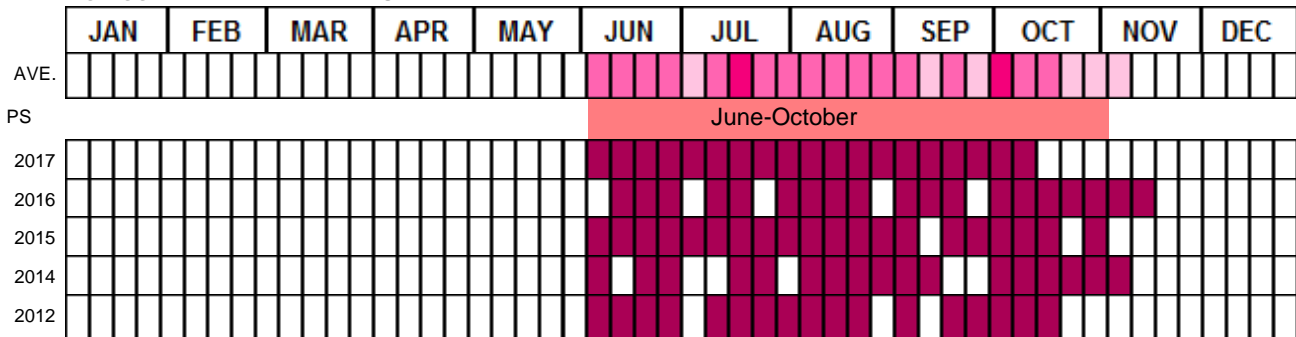 JAN FEB MAR APR MAY JUN JUL AUG SEP OCT NOV DEC
AVE.
PS June-October
2017
2016
2015
2014
2012